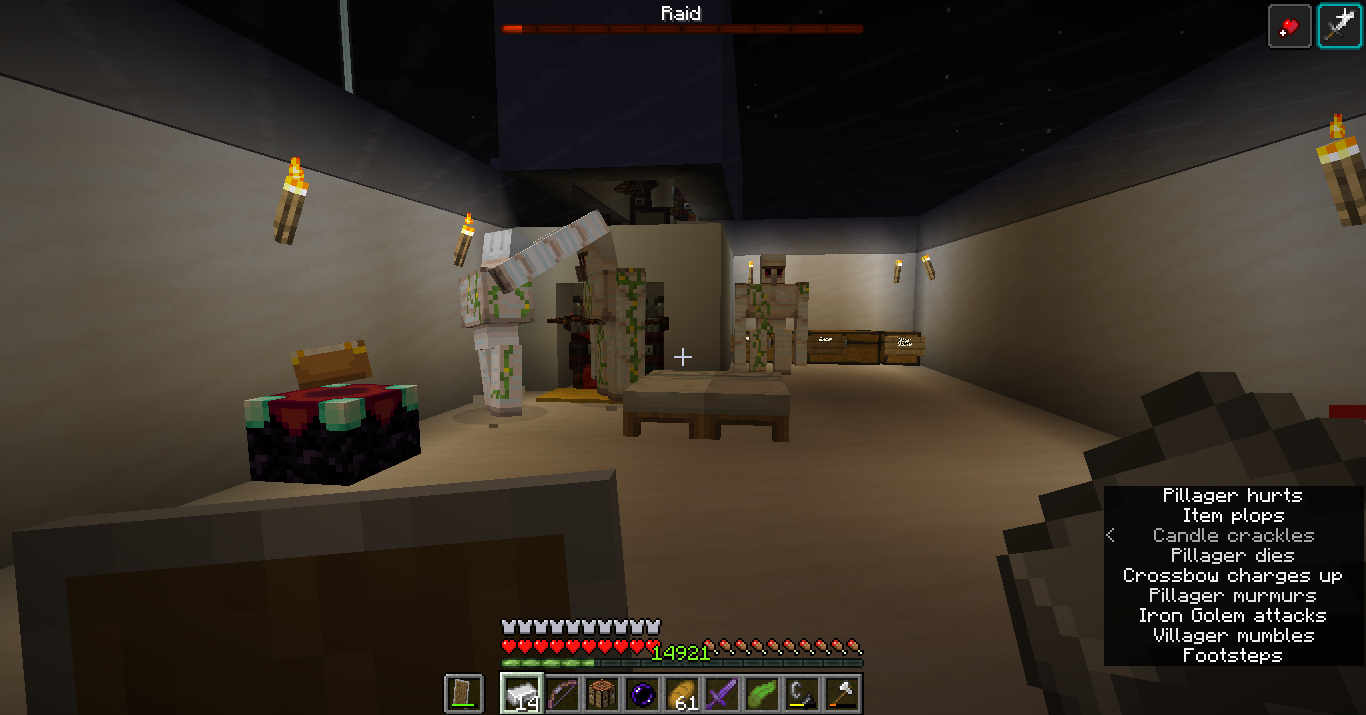 Raid
Pillager hurts
Item plops
< Candle crackles
Pillager dies
Crossbow charges up
Pillager murmurs
Iron Golem attacks
Villager mumbles
Footsteps
14921
14
61